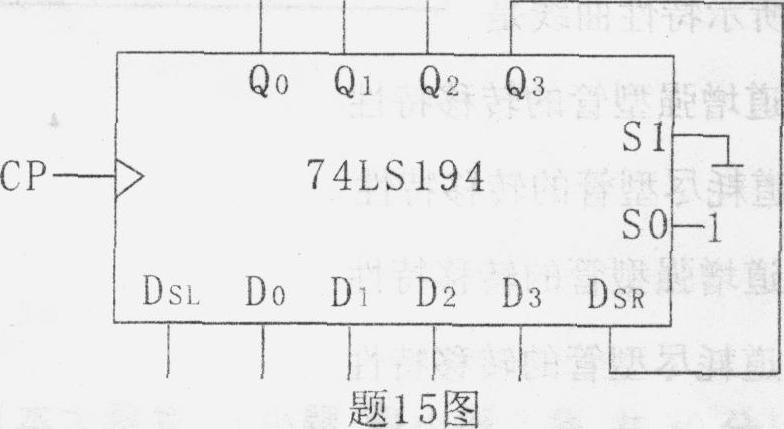 Q0 Q1 Q2 Q3
S1
CP 74LS194
S0 1
DSL D0 D1 D2 D3 DSR
题15图